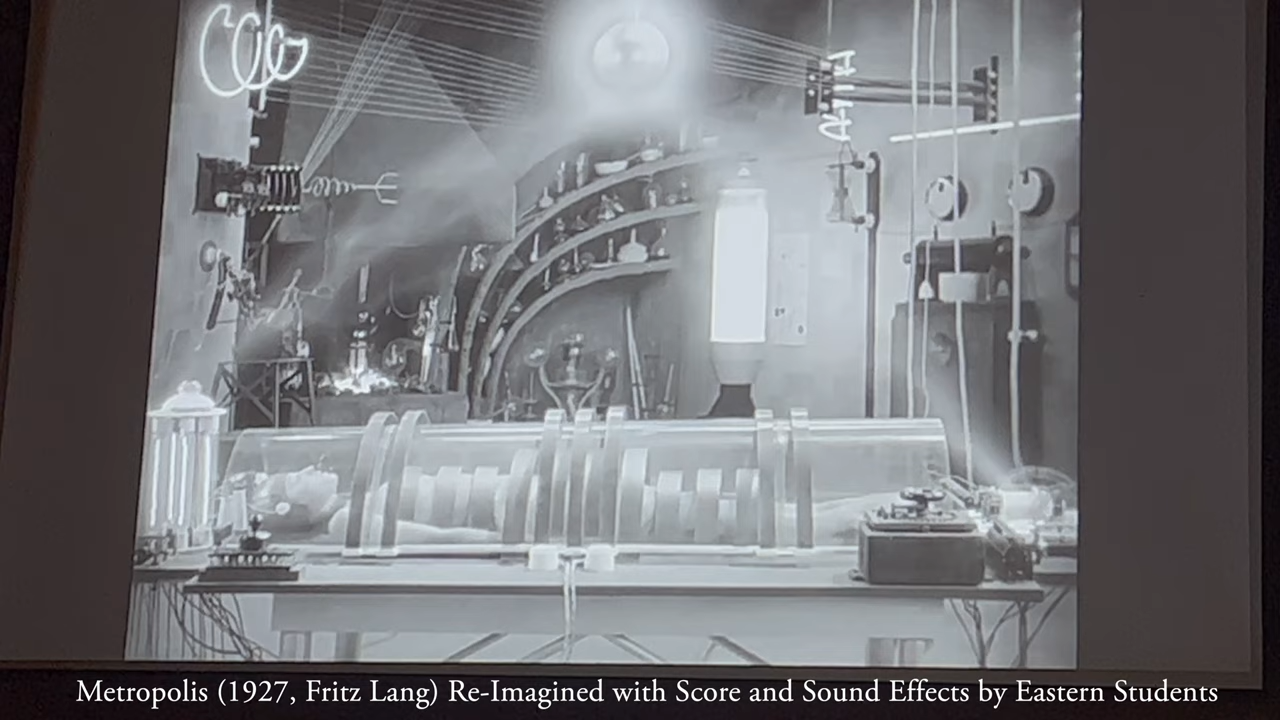 Metropolis (1927, Fritz Lang) Re-Imagined with Score and Sound Effects by Eastern Students